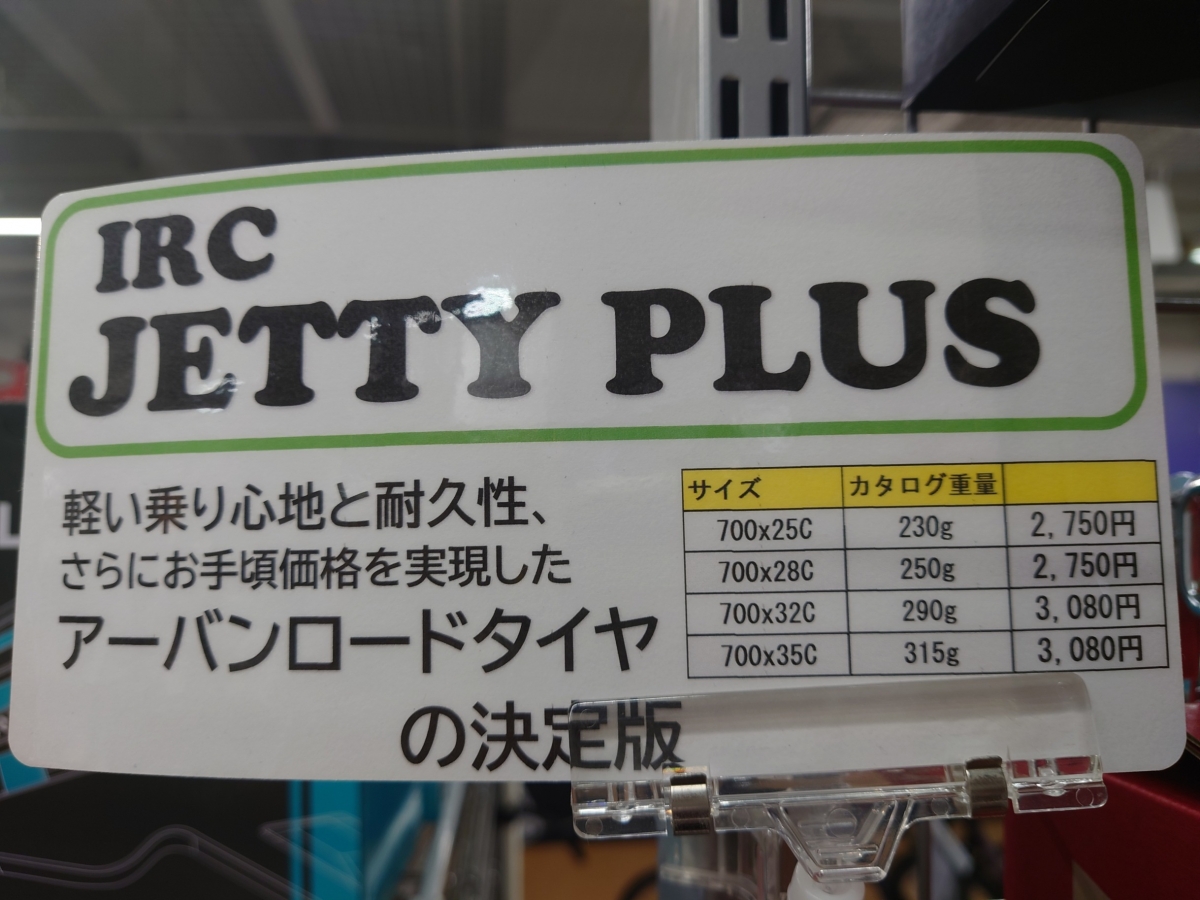 IRC
JETTY PLUS
軽い乗り心地と耐久性、
さらにお手頃価格を実現した
アーバンロードタイヤ
の決定版
サイズ カタログ重量
700x25C 230g 2,750円
700x28C 250g 2,750円
700x32C 290g 3,080円
700x35C 315g 3,080円